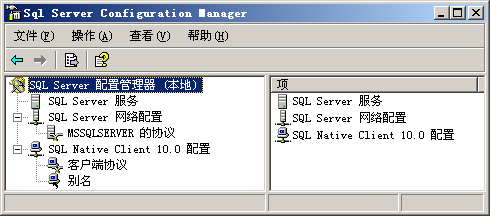 Sql Server Configuration Manager
文件(F) 操作(A) 查看(V) 帮助(H)
SQL Server 配置管理器 (本地)
SQL Server 服务
SQL Server 网络配置
MSSQLSERVER 的协议
SQL Native Client 10.0 配置
客户端协议
别名
项
SQL Server 服务
SQL Server 网络配置
SQL Native Client 10.0 配置